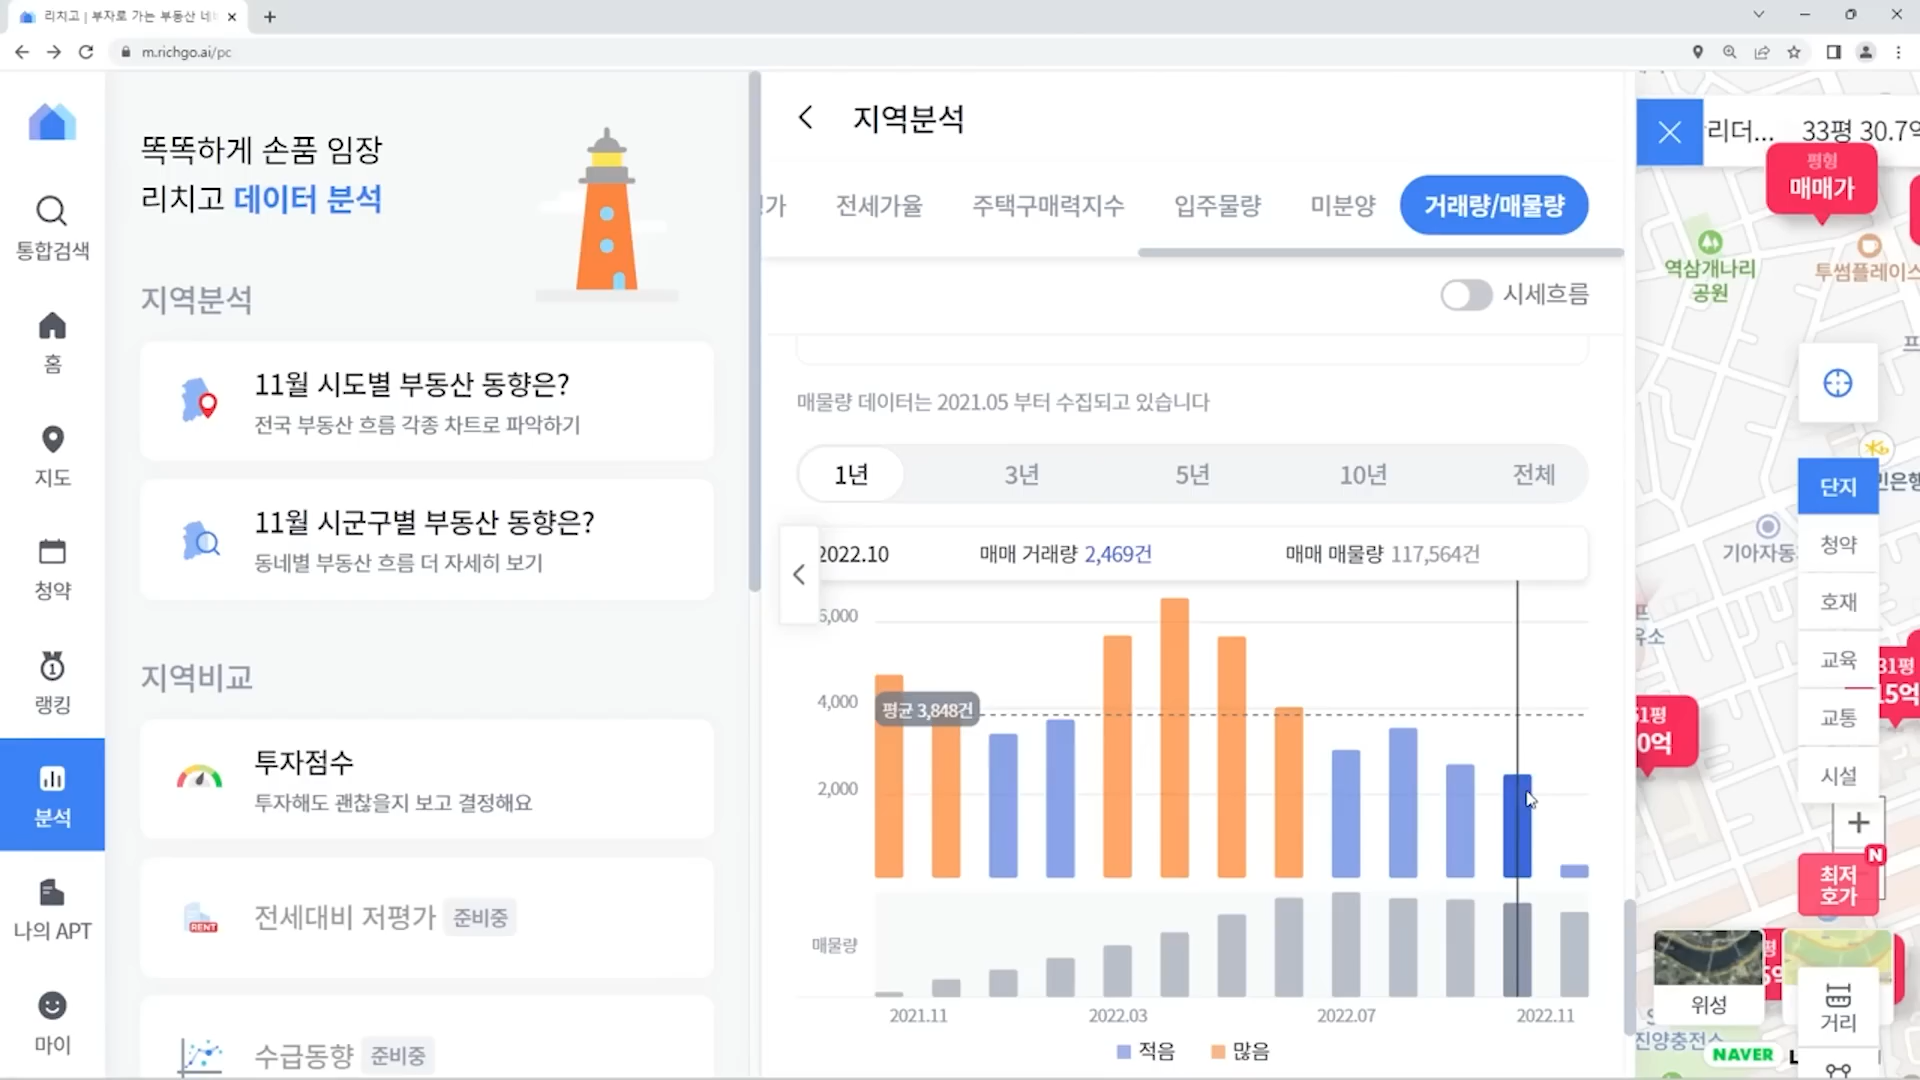 리치고 | 부자로 가는 부동산 네비
m.richgo.ai/pc
통합검색
홈
지도
청약
랭킹
분석
나의 APT
마이
똑똑하게 손품 임장
리치고 데이터 분석
지역분석
11월 시도별 부동산 동향은?
전국 부동산 흐름 각종 차트로 파악하기
11월 시군구별 부동산 동향은?
동네별 부동산 흐름 더 자세히 보기
지역비교
투자점수
투자해도 괜찮을지 보고 결정해요
RENT
전세대비 저평가 준비중
수급동향 준비중
지역분석
전세가율 주택구매력지수 입주물량 미분양 거래량/매물량
시세흐름
매물량 데이터는 2021.05 부터 수집되고 있습니다
1년 3년 5년 10년 전체
2022.10 매매 거래량 2,469건 매매 매물량 117,564건
6,000
4,000
평균 3,848건
2,000
매물량
2021.11 2022.03 2022.07 2022.11
적음 많음
리더... 33평 30.7억
평형
매매가
역삼개나리
공원
투썸플레이스
단지
청약
기아자동
호재
교육
31평
15억
교통
시설
51평
0억
N
최저
호가
위성
거리
진양충전소
NAVER